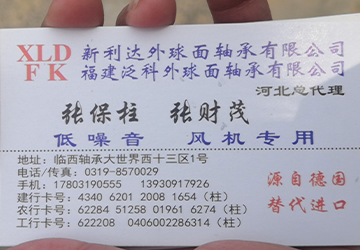 XLD 新利达外球面轴承有限公司
FK 福建泛科外球面轴承有限公司
河北总代理
张保柱 张财茂
低噪音 风机专用
地址：临西轴承大世界西十三区1号
电话/传真：0319-8570029
手机：17803190555 13930917926
建行卡号：4340 6201 2008 1654（柱）
农行卡号：62284 51258 01961 6274（柱）
工行卡号：622208 0406002286314（柱）
源自德国
替代进口